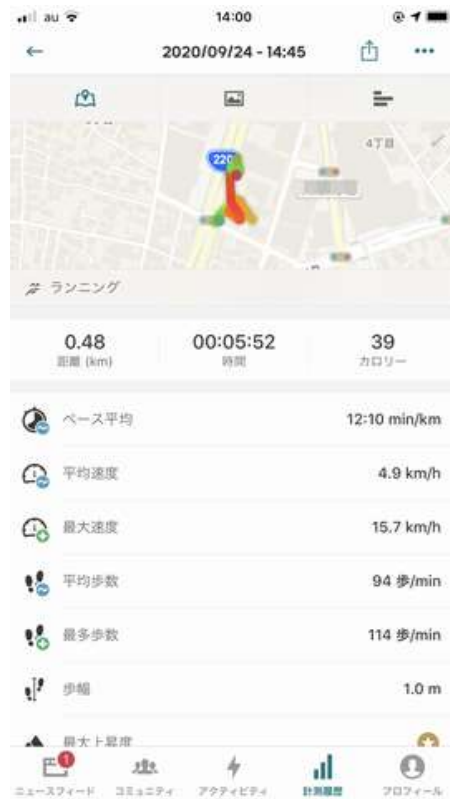 au
14:00
2020/09/24 - 14:45
4丁目
220
ランニング
0.48
00:05:52
39
距離 (km)
時間
カロリー
ペース平均
12:10 min/km
平均速度
4.9 km/h
最大速度
15.7 km/h
平均歩数
94 歩/min
最多歩数
114 歩/min
歩幅
1.0 m
最大上昇度
1
ニュースフィード
コミュニティ
アクティビティ
計測履歴
プロフィール